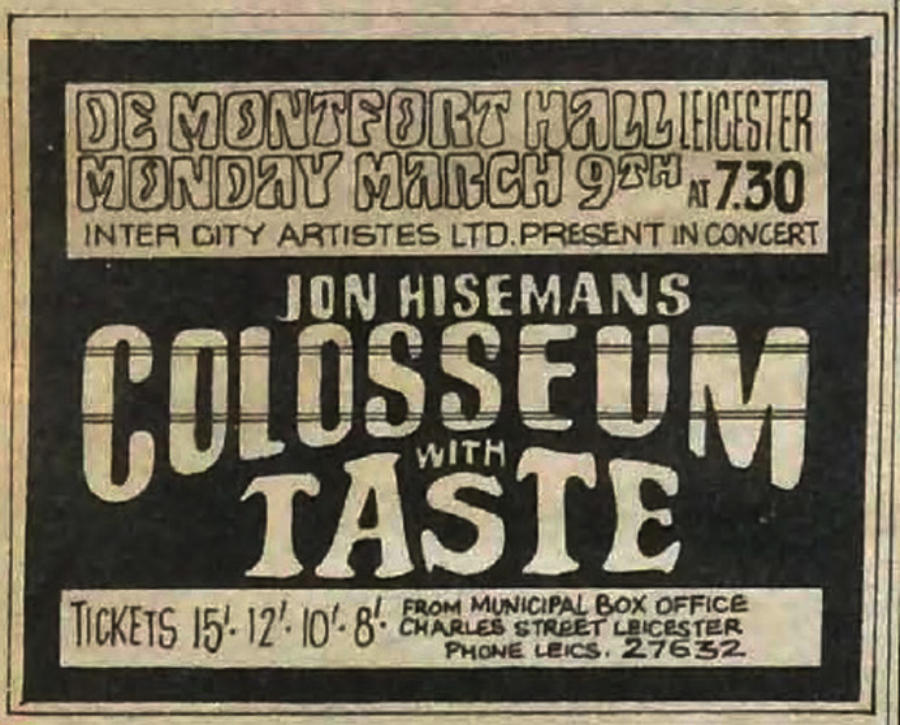 DE MONTFORT HALL LEICESTER
MONDAY MARCH 9TH AT 7.30
INTER CITY ARTISTES LTD. PRESENT IN CONCERT
JON HISEMANS
COLOSSEUM
WITH
TASTE
TICKETS 15/- 12/- 10/- 8/- FROM MUNICIPAL BOX OFFICE
CHARLES STREET LEICESTER
PHONE LEICS. 27632